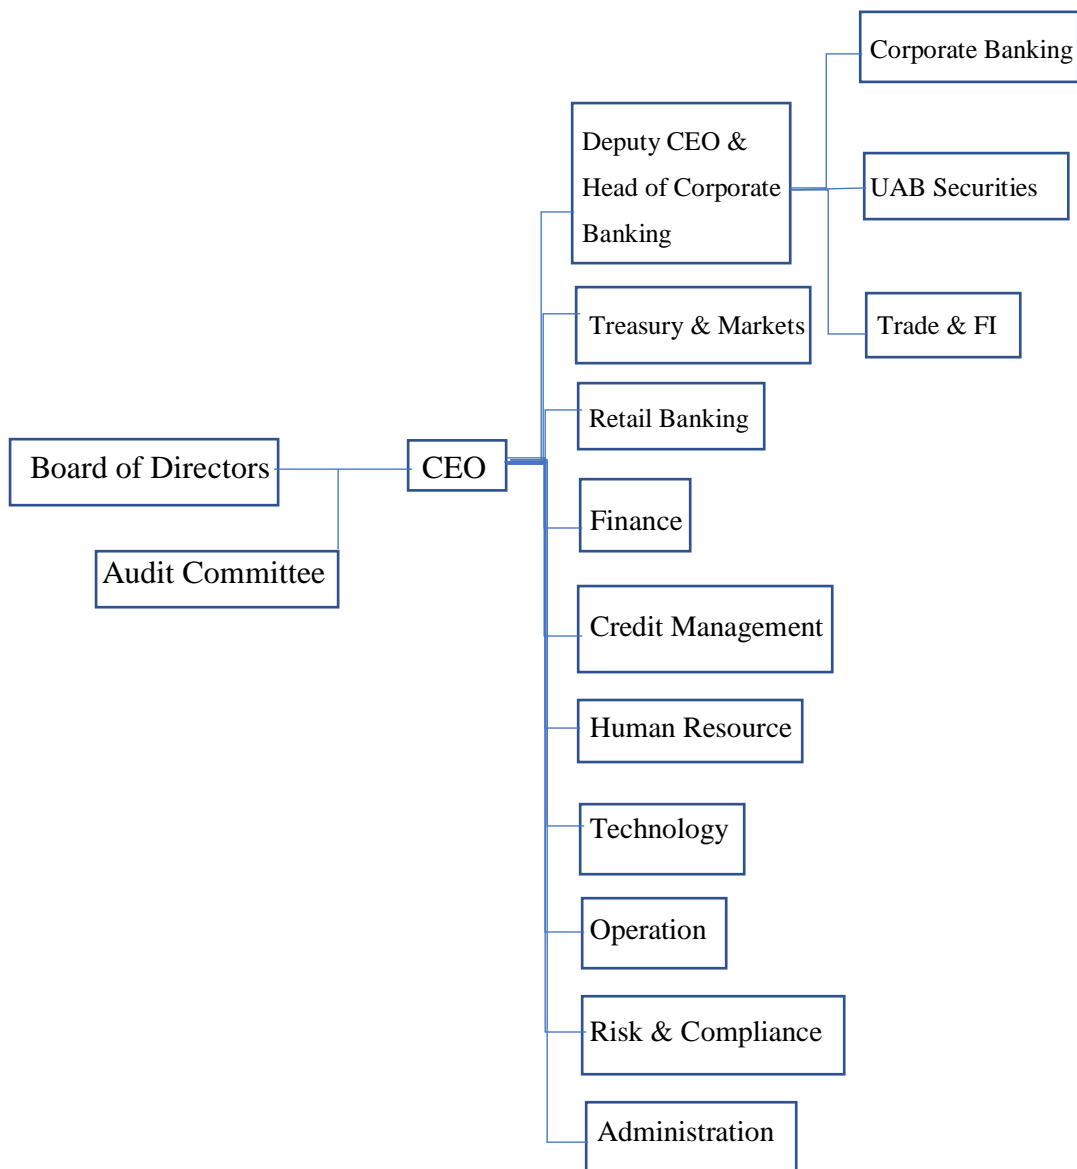 Corporate Banking
Deputy CEO &
Head of Corporate
Banking
UAB Securities
Trade & FI
Treasury & Markets
Retail Banking
Board of Directors
CEO
Finance
Audit Committee
Credit Management
Human Resource
Technology
Operation
Risk & Compliance
Administration